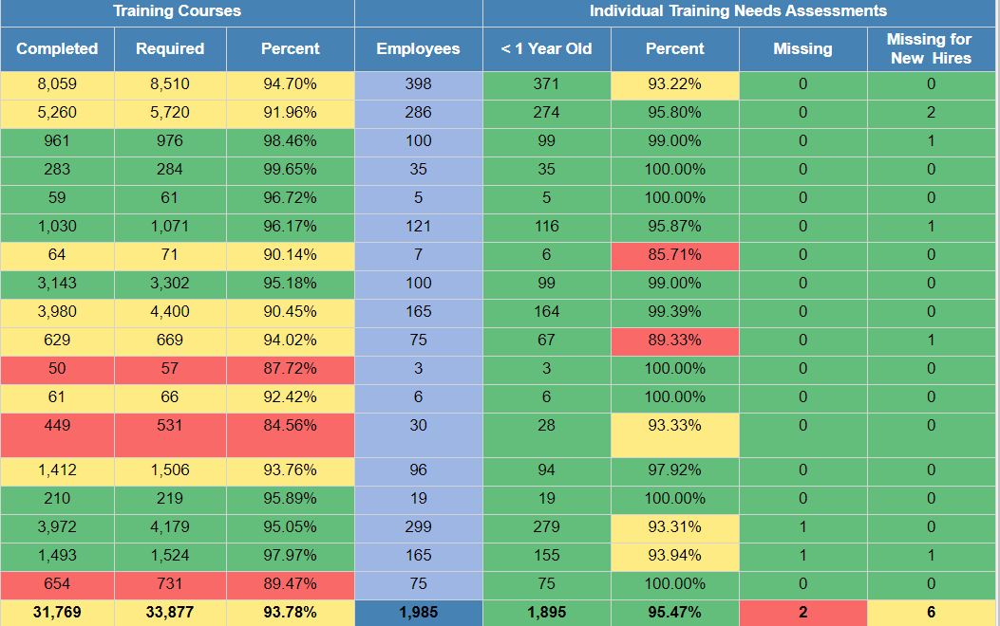 Training Courses Individual Training Needs Assessments
Completed Required Percent Employees < 1 Year Old Percent Missing Missing for
New Hires
8,059 8,510 94.70% 398 371 93.22% 0 0
5,260 5,720 91.96% 286 274 95.80% 0 2
961 976 98.46% 100 99 99.00% 0 1
283 284 99.65% 35 35 100.00% 0 0
59 61 96.72% 5 5 100.00% 0 0
1,030 1,071 96.17% 121 116 95.87% 0 1
64 71 90.14% 7 6 85.71% 0 0
3,143 3,302 95.18% 100 99 99.00% 0 0
3,980 4,400 90.45% 165 164 99.39% 0 0
629 669 94.02% 75 67 89.33% 0 1
50 57 87.72% 3 3 100.00% 0 0
61 66 92.42% 6 6 100.00% 0 0
449 531 84.56% 30 28 93.33% 0 0
1,412 1,506 93.76% 96 94 97.92% 0 0
210 219 95.89% 19 19 100.00% 0 0
3,972 4,179 95.05% 299 279 93.31% 1 0
1,493 1,524 97.97% 165 155 93.94% 1 1
654 731 89.47% 75 75 100.00% 0 0
31,769 33,877 93.78% 1,985 1,895 95.47% 2 6